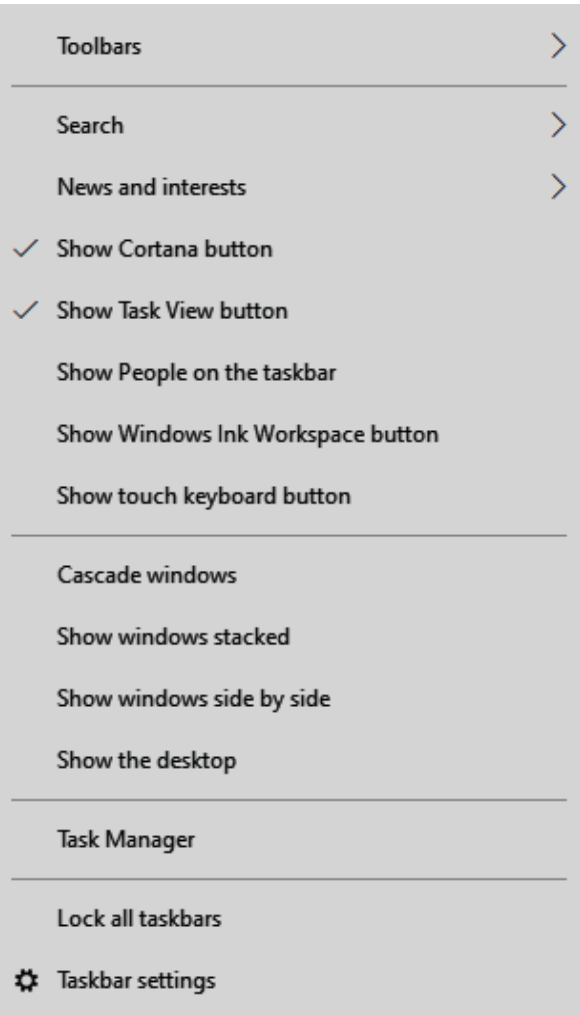 Toolbars
Search
News and interests
Show Cortana button
Show Task View button
Show People on the taskbar
Show Windows Ink Workspace button
Show touch keyboard button
Cascade windows
Show windows stacked
Show windows side by side
Show the desktop
Task Manager
Lock all taskbars
Taskbar settings